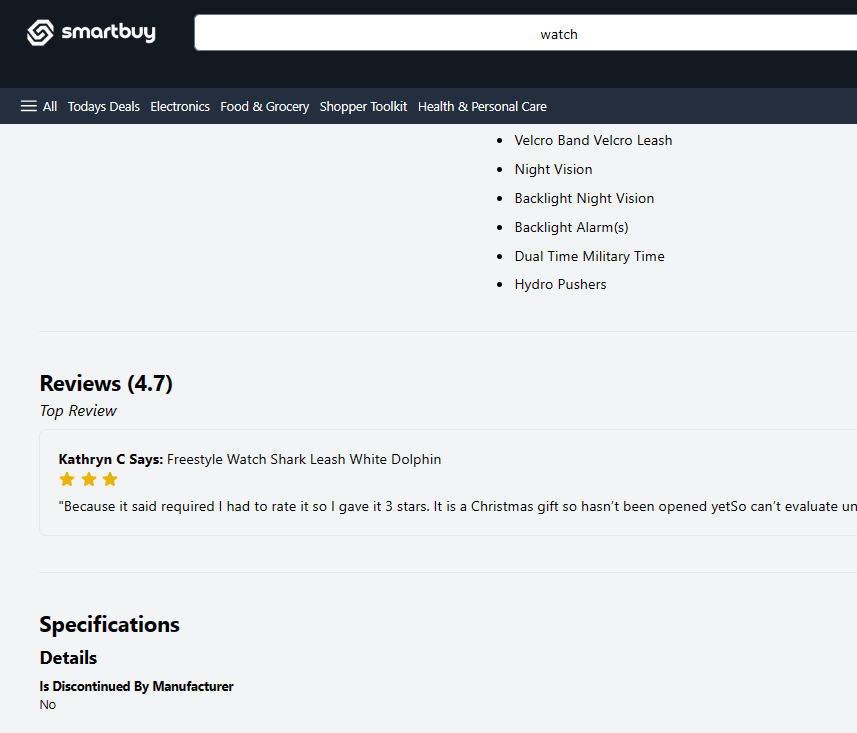 smartbuy
watch
All Todays Deals Electronics Food & Grocery Shopper Toolkit Health & Personal Care
Velcro Band Velcro Leash
Night Vision
Backlight Night Vision
Backlight Alarm(s)
Dual Time Military Time
Hydro Pushers
Reviews (4.7)
Top Review
Kathryn C Says: Freestyle Watch Shark Leash White Dolphin
"Because it said required I had to rate it so I gave it 3 stars. It is a Christmas gift so hasn't been opened yetSo can't evaluate
Specifications
Details
Is Discontinued By Manufacturer
No